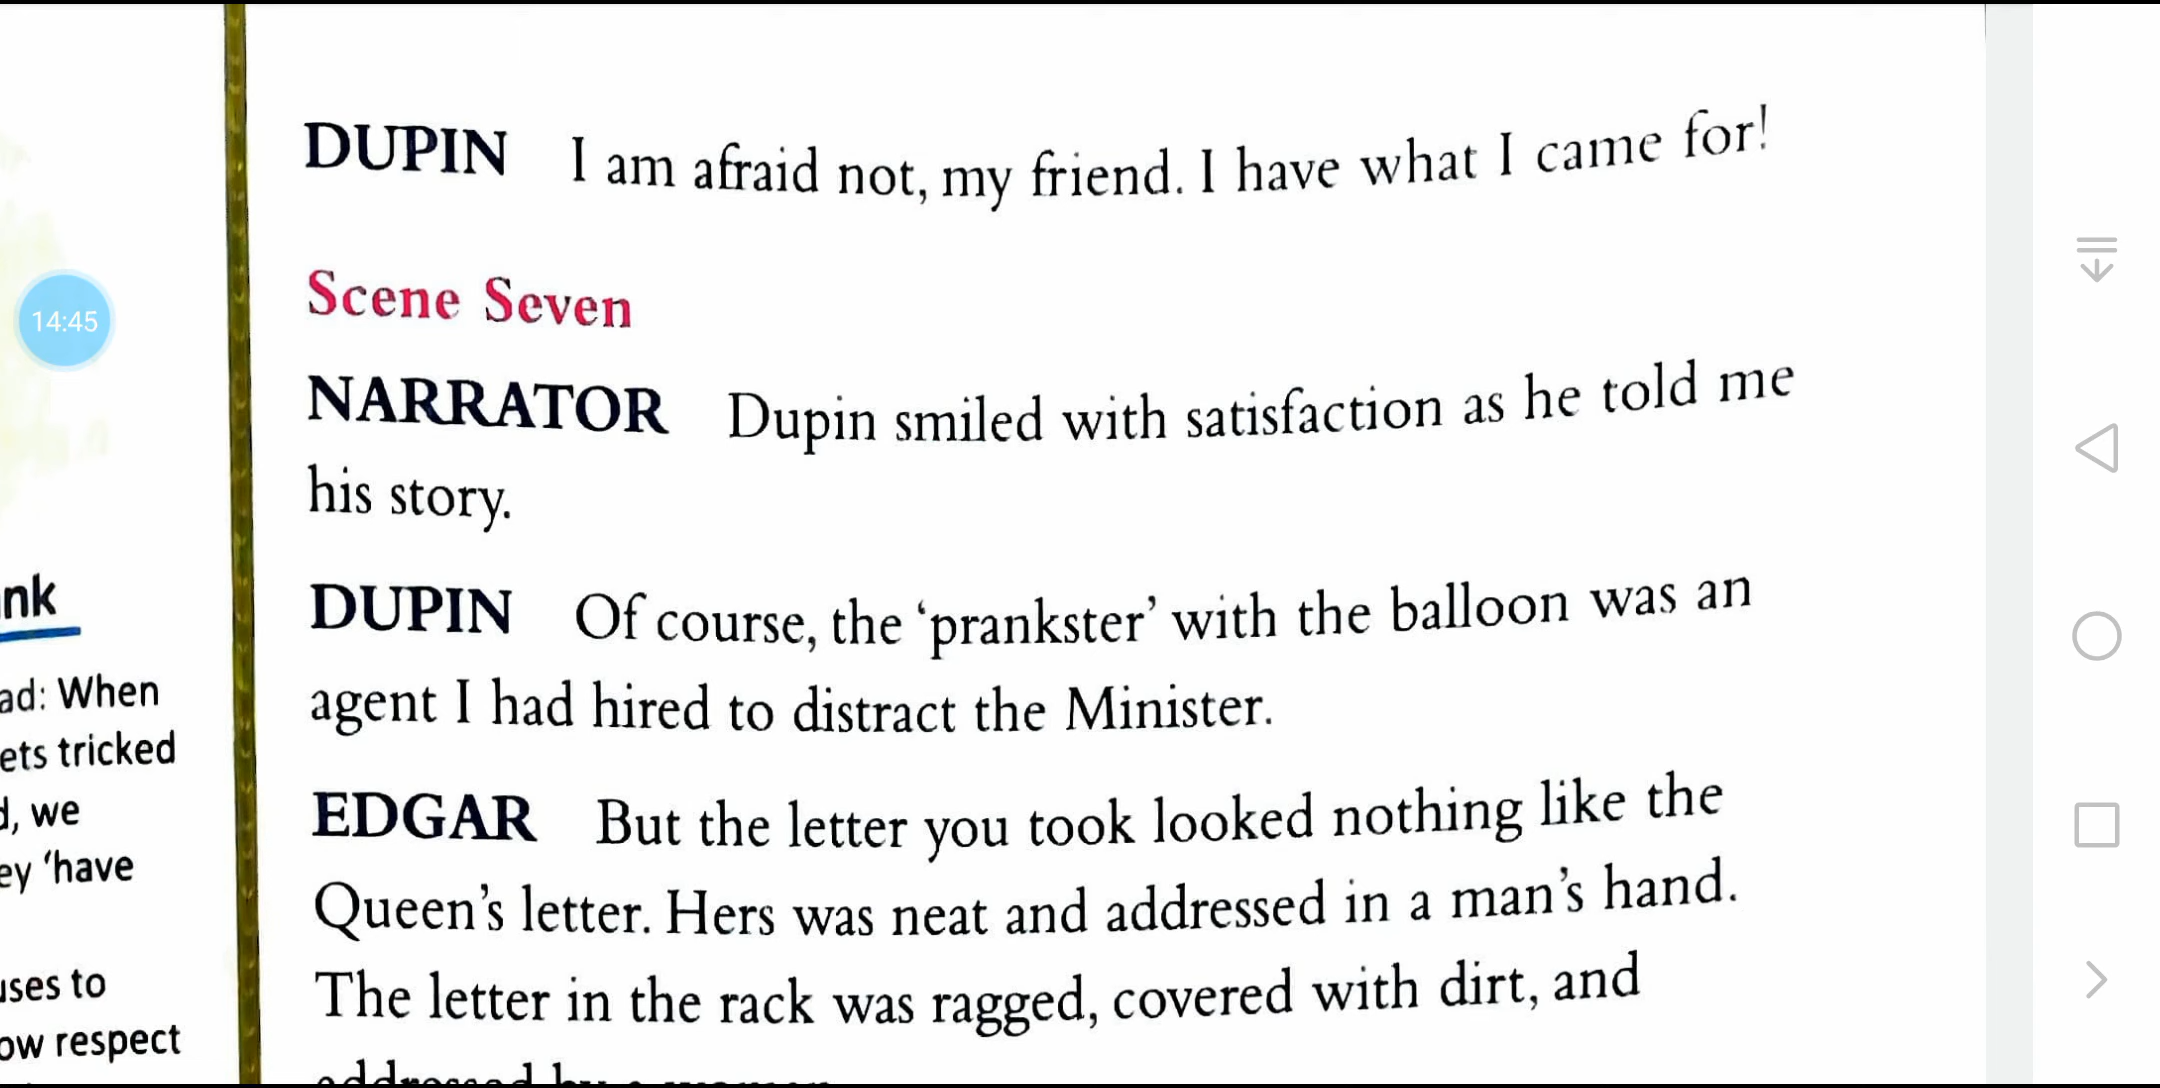 DUPIN I am afraid not, my friend. I have what I came for!
Scene Seven
NARRATOR Dupin smiled with satisfaction as he told me
his story.
DUPIN Of course, the ‘prankster’ with the balloon was an
agent I had hired to distract the Minister.
EDGAR But the letter you took looked nothing like the
Queen’s letter. Hers was neat and addressed in a man’s hand.
The letter in the rack was ragged, covered with dirt, and
14:45
nk
ad: When
ets tricked
d, we
ey ‘have
uses to
ow respect